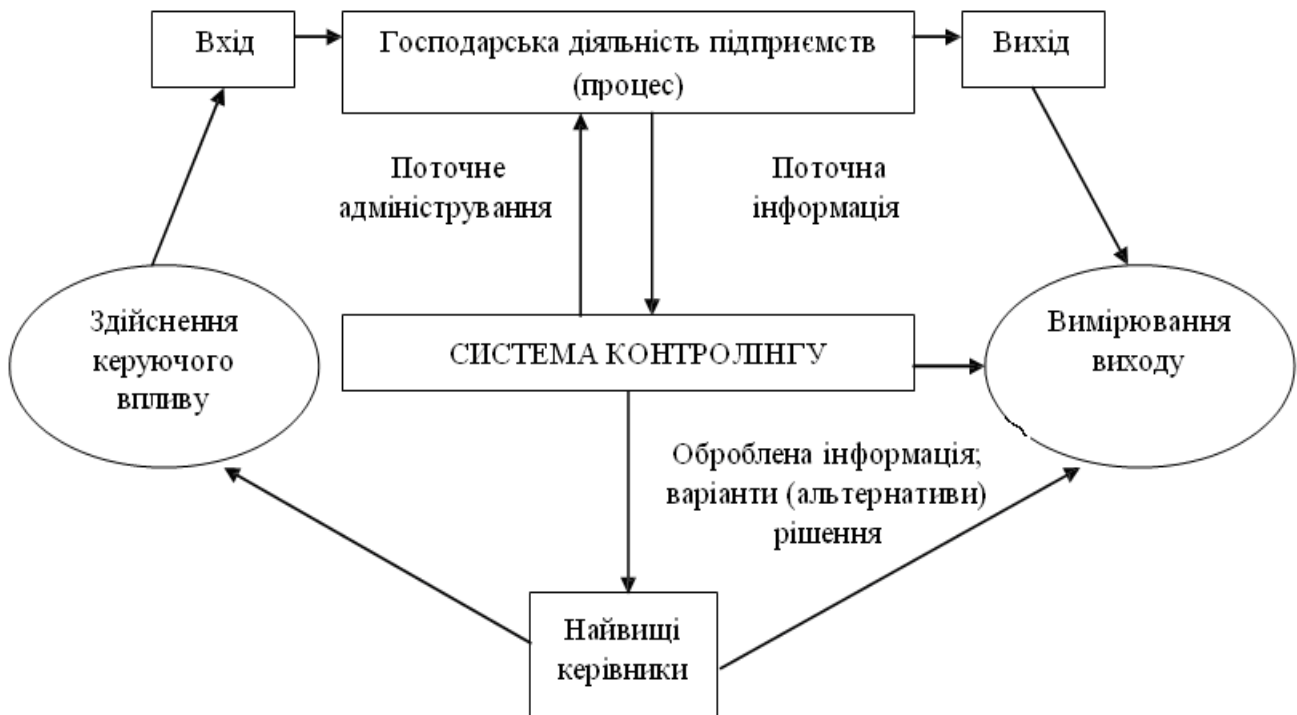 Вхід
Господарська діяльність підприємств
(процес)
Вихід
Поточне
адміністрування
Поточна
інформація
Здійснення
керуючого
впливу
СИСТЕМА КОНТРОЛІНГУ
Вимірювання
виходу
Оброблена інформація;
варіанти (альтернативи)
рішення
Найвищі
керівники